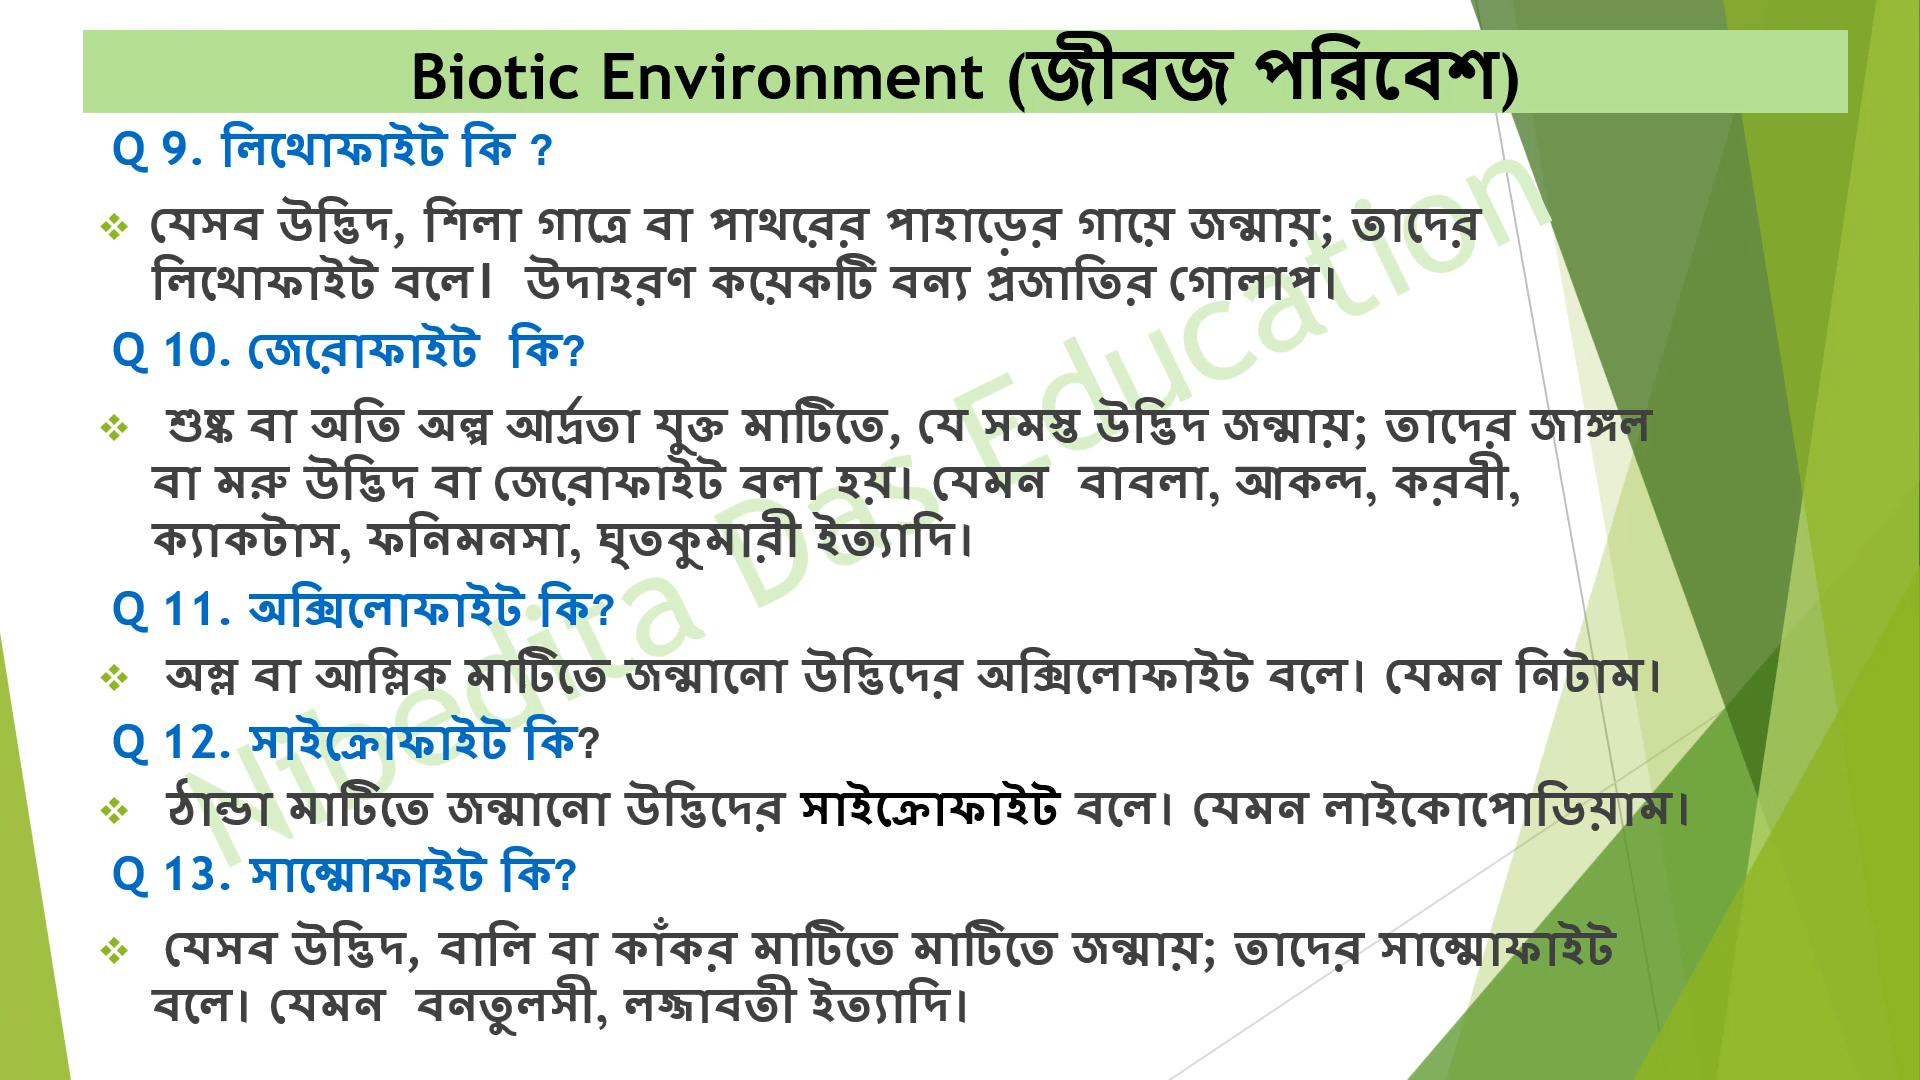 Biotic Environment (জীবজ পরিবেশ)
Q 9. লিথোফাইট কি ?
❖ যেসব উদ্ভিদ, শিলা গাত্রে বা পাথরের পাহাড়ের গায়ে জন্মায়; তাদের
লিথোফাইট বলে। উদাহরণ কয়েকটি বন্য প্রজাতির গোলাপ।
Q 10. জেরোফাইট কি?
❖ শুষ্ক বা অতি অল্প আর্দ্রতা যুক্ত মাটিতে, যে সমস্ত উদ্ভিদ জন্মায়; তাদের জাঙ্গল
বা মরু উদ্ভিদ বা জেরোফাইট বলা হয়। যেমন বাবলা, আকন্দ, করবী,
ক্যাকটাস, ফনিমনসা, ঘৃতকুমারী ইত্যাদি।
Q 11. অক্সিলোফাইট কি?
❖ অম্ল বা আম্লিক মাটিতে জন্মানো উদ্ভিদের অক্সিলোফাইট বলে। যেমন নিটাম।
Q 12. সাইক্রোফাইট কি?
❖ ঠান্ডা মাটিতে জন্মানো উদ্ভিদের সাইক্রোফাইট বলে। যেমন লাইকোপোডিয়াম।
Q 13. সাম্মোফাইট কি?
❖ যেসব উদ্ভিদ, বালি বা কাঁকর মাটিতে মাটিতে জন্মায়; তাদের সাম্মোফাইট
বলে। যেমন বনতুলসী, লজ্জাবতী ইত্যাদি।
Nibedita Das Education